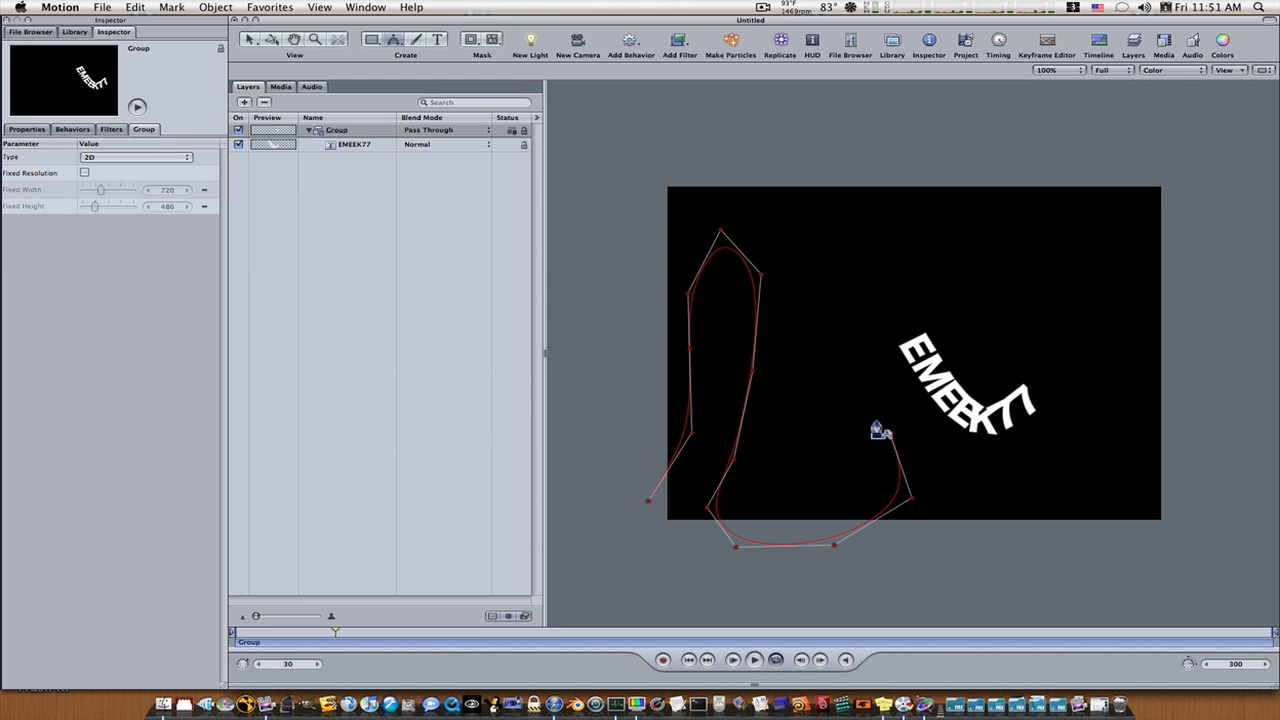 Motion File Edit Mark Object Favorites View Window Help
93°F
1469rpm
83°
3
Fri 11:51 AM
Inspector
Untitled
File Browser Library Inspector
Group
View
Create
Mask
New Light New Camera Add Behavior Add Filter Make Particles Replicate HUD File Browser Library Inspector Project Timing Keyframe Editor Timeline Layers Media Audio Colors
100% Full Color View
Layers Media Audio
Search
On Preview Name Blend Mode Status
Group Pass Through
EMEEK77 Normal
Properties Behaviors Filters Group
Parameter Value
Type 2D
Fixed Resolution
Fixed Width 720
Fixed Height 486
EMEEK
Group
30
300